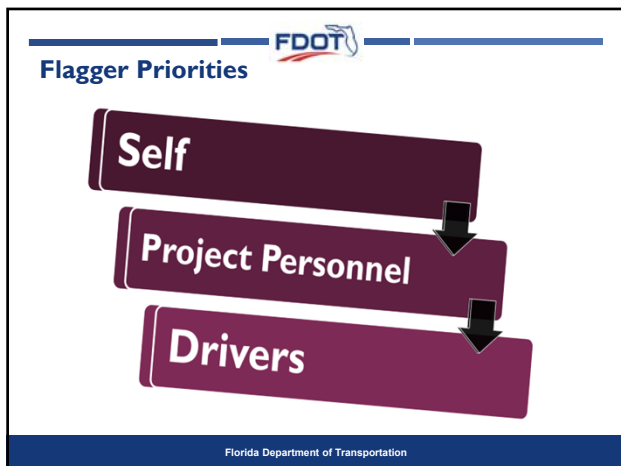 FDOT
Flagger Priorities
Self
Project Personnel
Drivers
Florida Department of Transportation